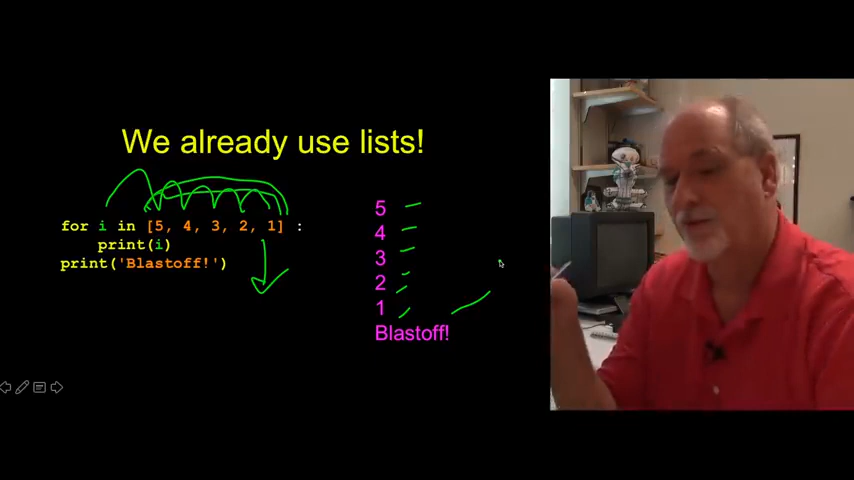 We already use lists!
for i in [5, 4, 3, 2, 1] :
    print(i)
print('Blastoff!')
5
4
3
2
1
Blastoff!